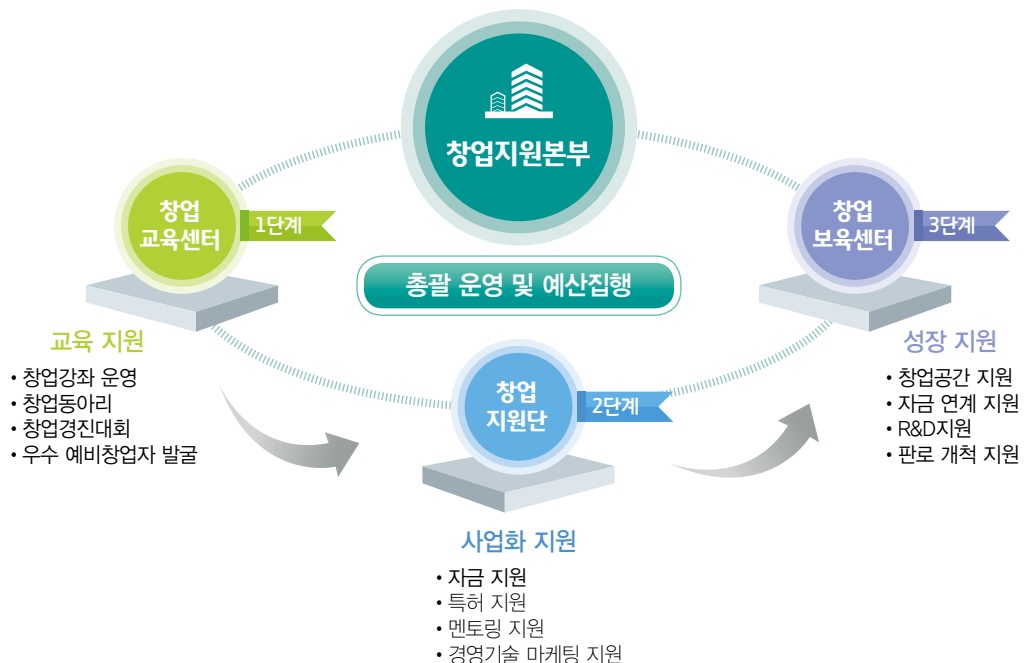 창업지원본부
총괄 운영 및 예산집행
창업
교육센터
1단계
교육 지원
• 창업강좌 운영
• 창업동아리
• 창업경진대회
• 우수 예비창업자 발굴
창업
지원단
2단계
사업화 지원
• 자금 지원
• 특허 지원
• 멘토링 지원
• 경영기술 마케팅 지원
창업
보육센터
3단계
성장 지원
• 창업공간 지원
• 자금 연계 지원
• R&D지원
• 판로 개척 지원